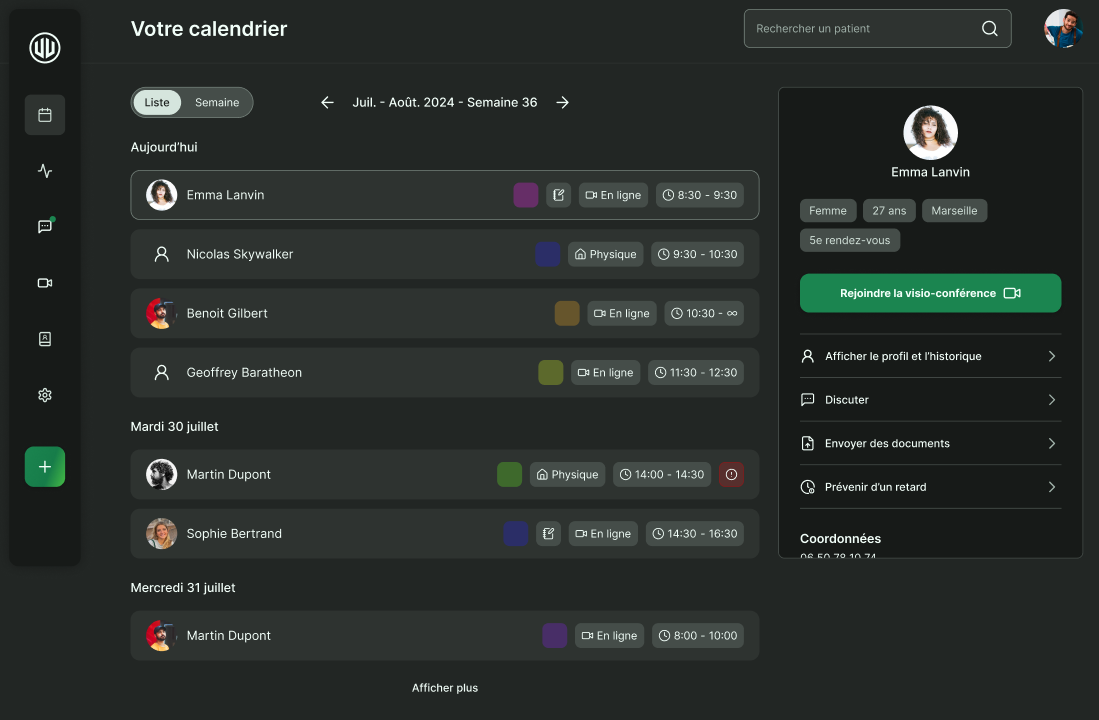 Votre calendrier
Rechercher un patient
Liste
Semaine
Juil. - Août. 2024 - Semaine 36
Aujourd'hui
Emma Lanvin
En ligne
8:30 - 9:30
Nicolas Skywalker
Physique
9:30 - 10:30
Benoit Gilbert
En ligne
10:30 - ∞
Geoffrey Baratheon
En ligne
11:30 - 12:30
Mardi 30 juillet
Martin Dupont
Physique
14:00 - 14:30
Sophie Bertrand
En ligne
14:30 - 16:30
Mercredi 31 juillet
Martin Dupont
En ligne
8:00 - 10:00
Afficher plus
Emma Lanvin
Femme
27 ans
Marseille
5e rendez-vous
Rejoindre la visio-conférence
Afficher le profil et l'historique
Discuter
Envoyer des documents
Prévenir d'un retard
Coordonnées